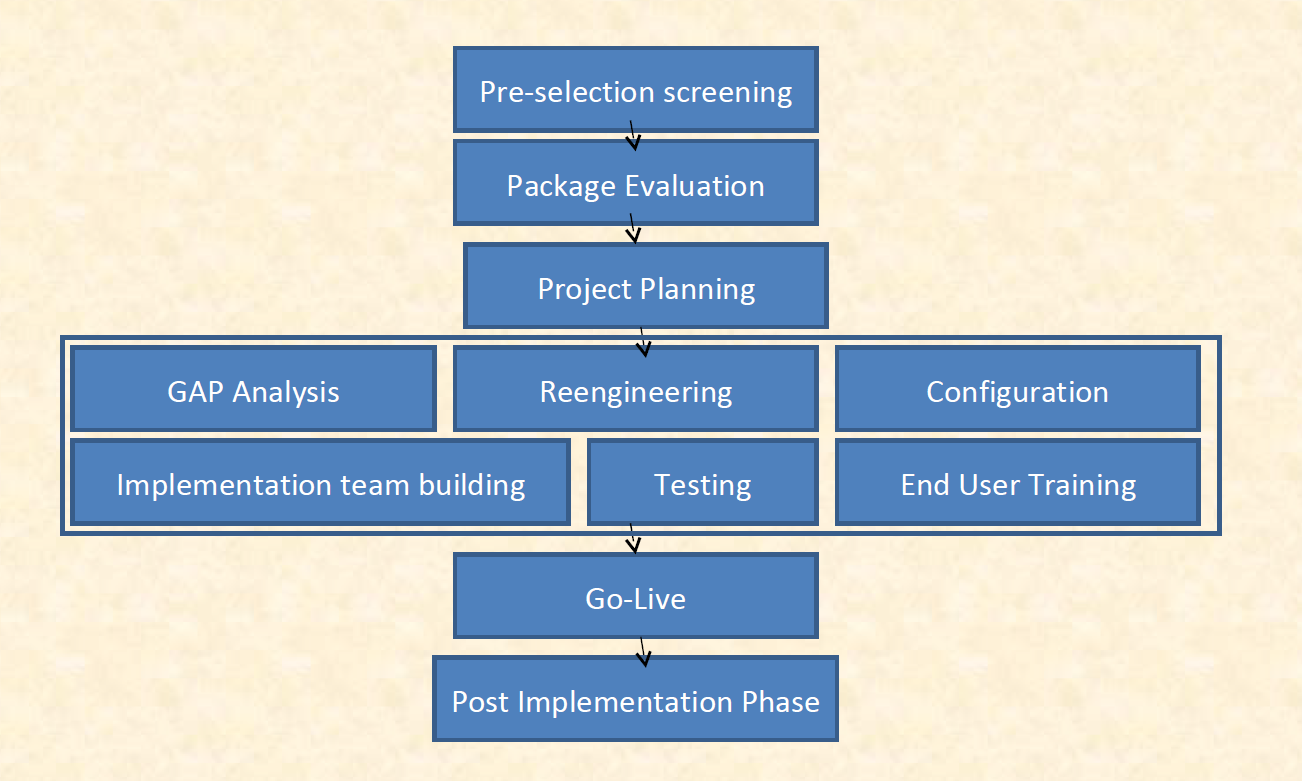 Pre-selection screening
Package Evaluation
Project Planning
GAP Analysis
Reengineering
Configuration
Implementation team building
Testing
End User Training
Go-Live
Post Implementation Phase